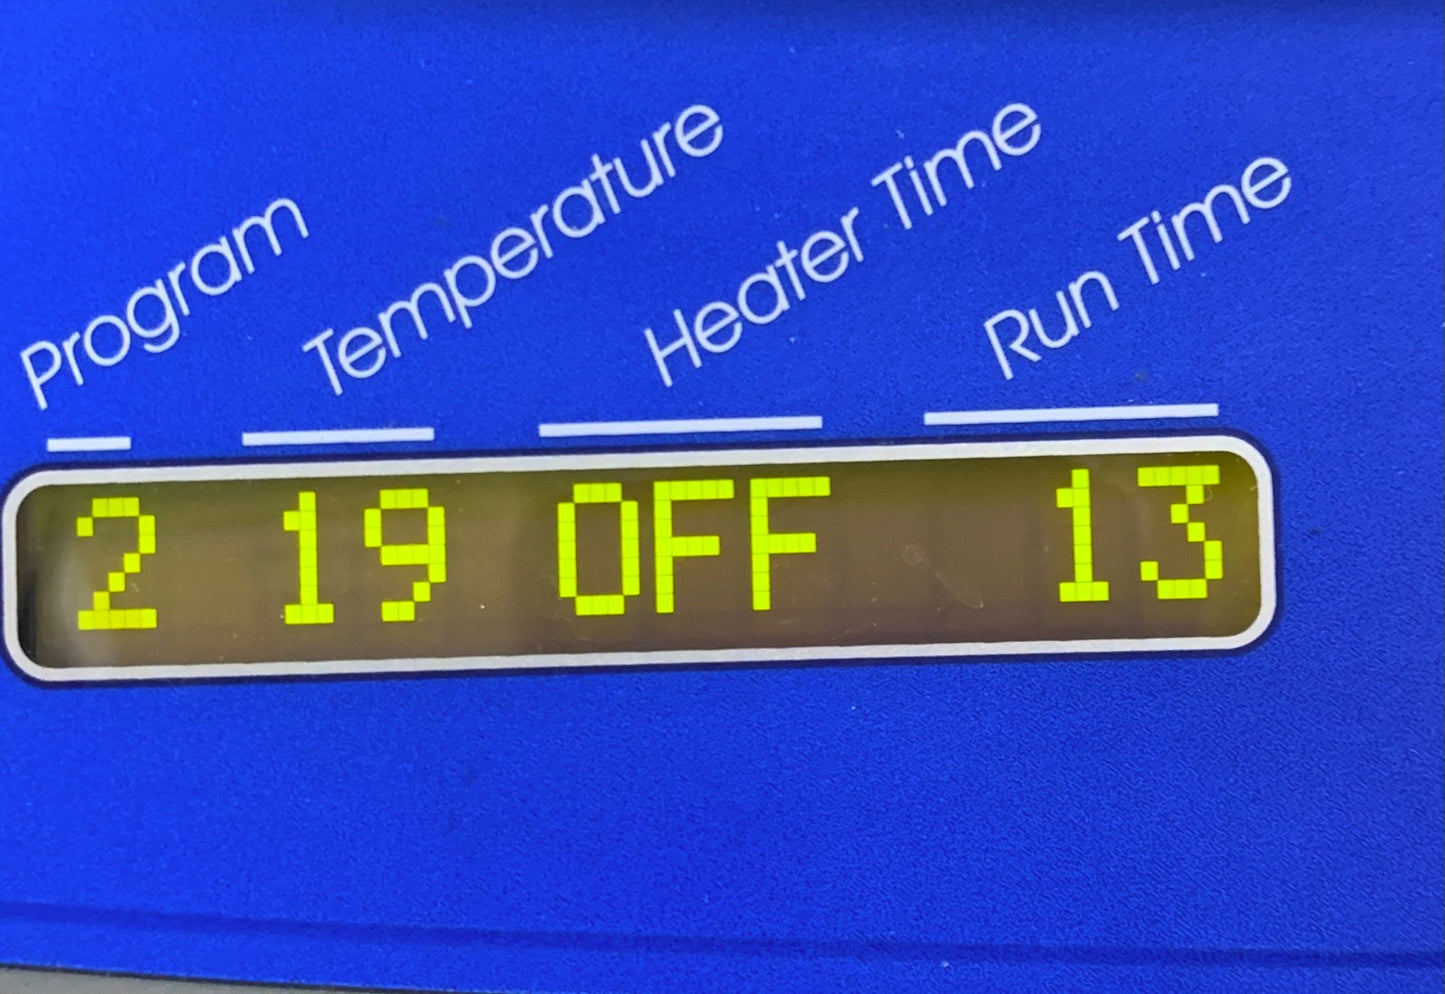 Program Temperature Heater Time Run Time
2 19 OFF 13